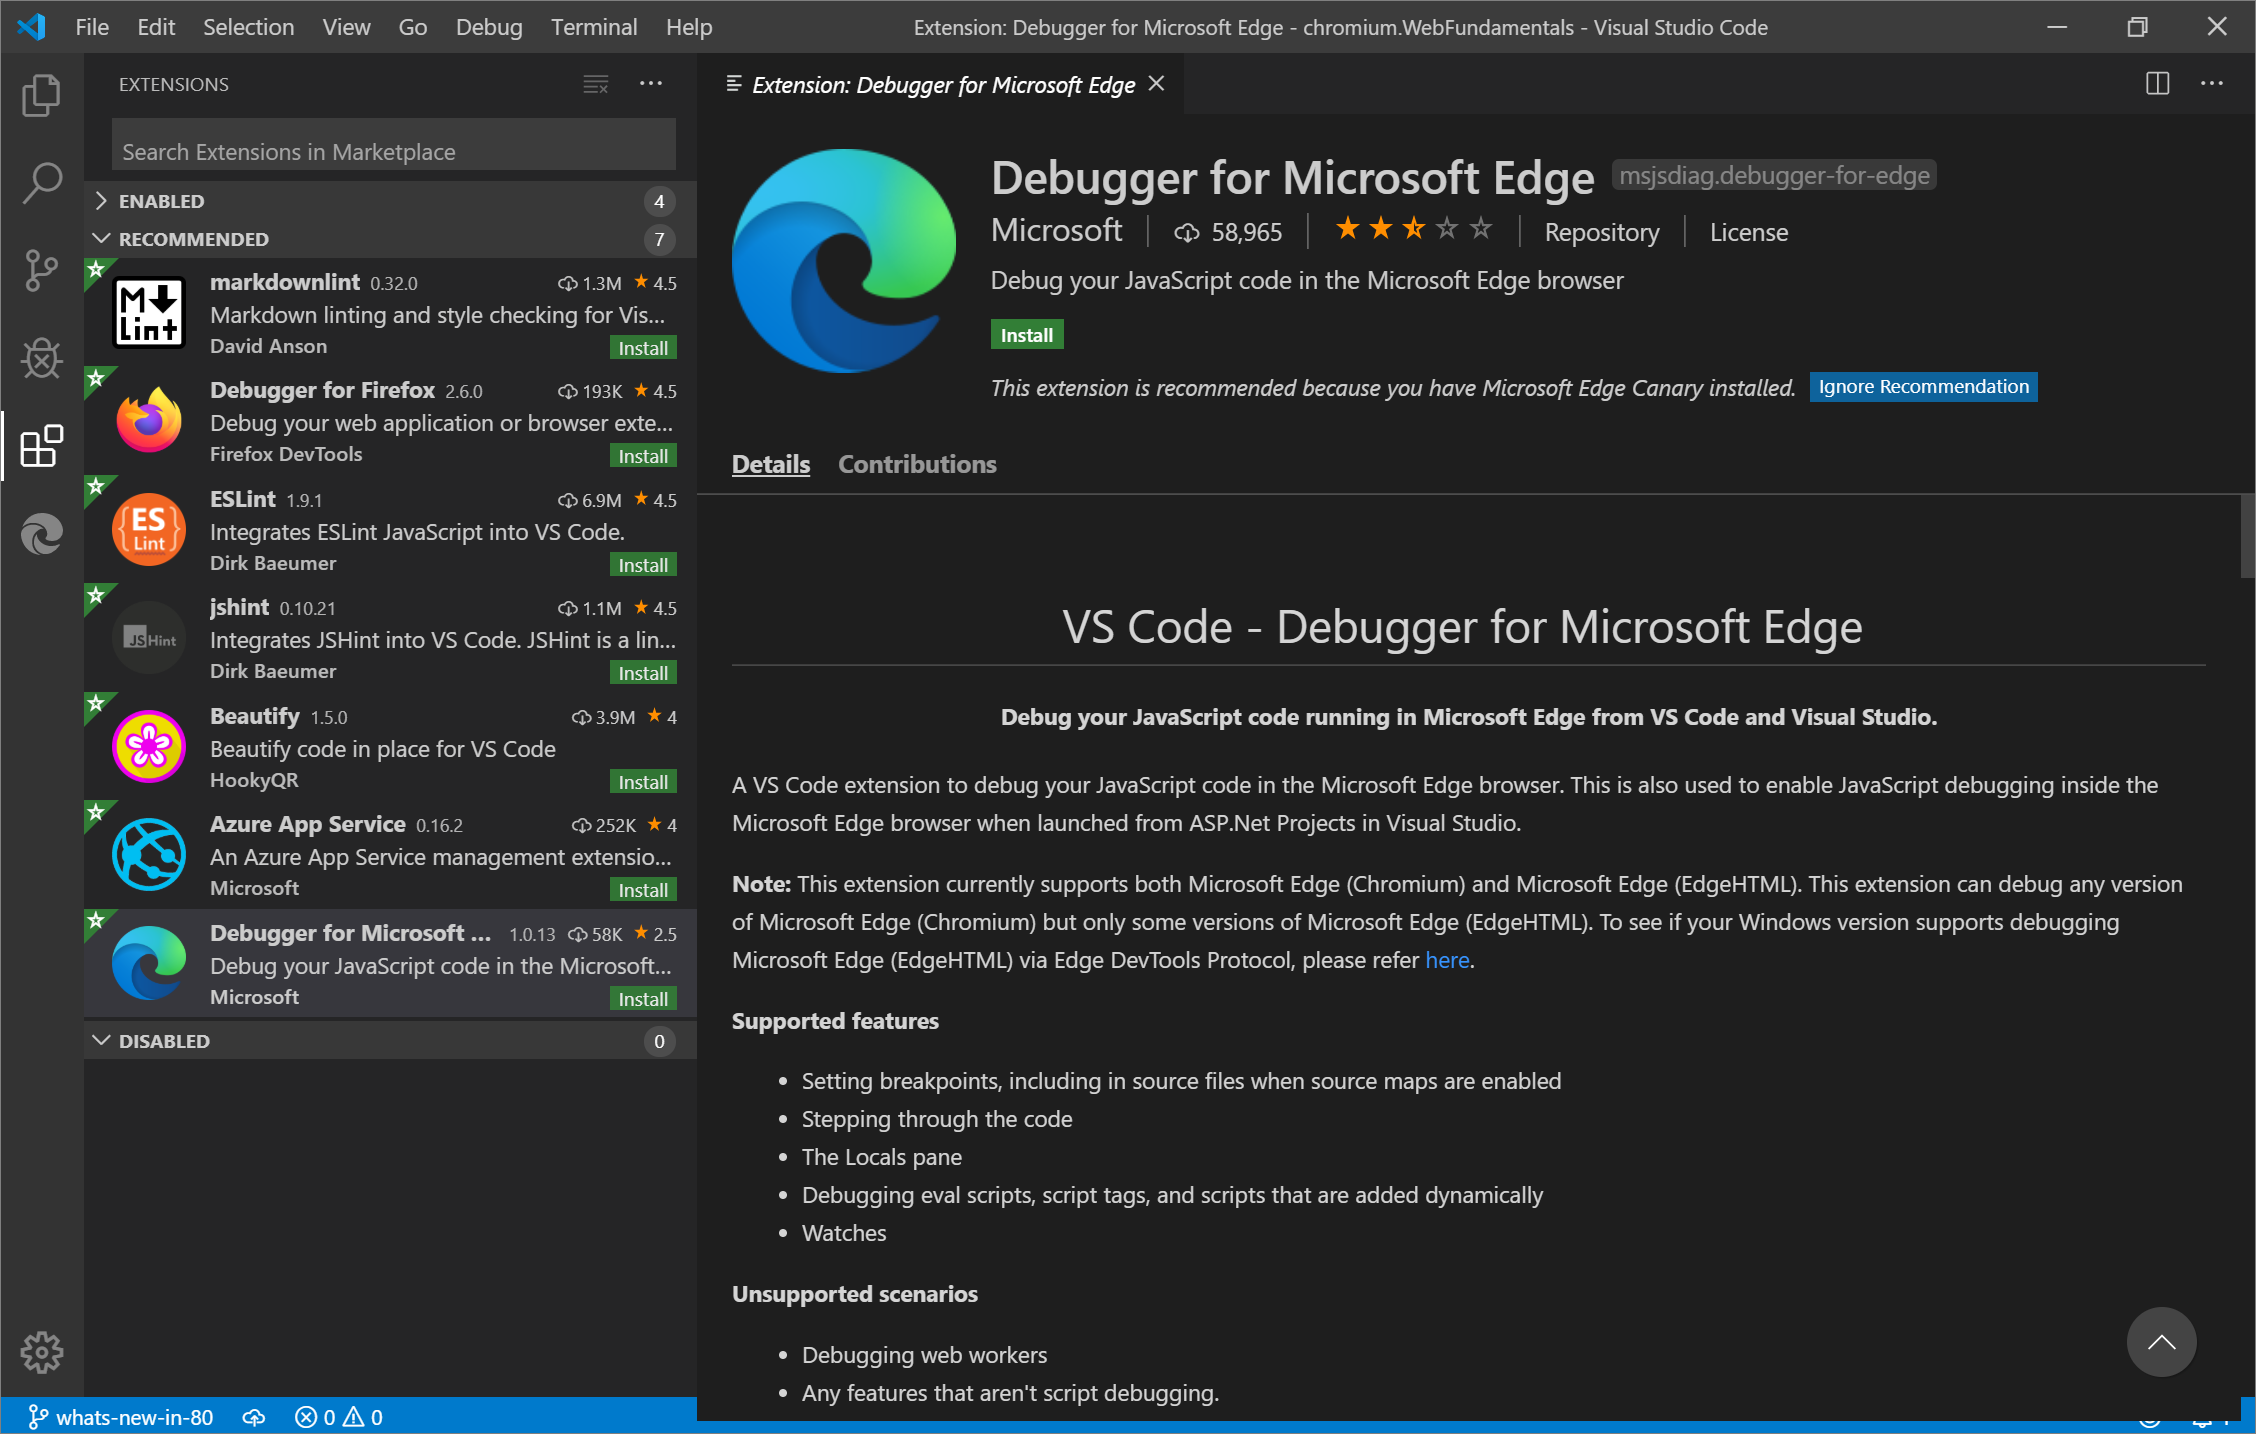 File Edit Selection View Go Debug Terminal Help
Extension: Debugger for Microsoft Edge - chromium.WebFundamentals - Visual Studio Code
EXTENSIONS
Search Extensions in Marketplace
ENABLED 4
RECOMMENDED 7
markdownlint 0.32.0 1.3M 4.5
Markdown linting and style checking for Vis...
David Anson Install
M Lint
Debugger for Firefox 2.6.0 193K 4.5
Debug your web application or browser exte...
Firefox DevTools Install
ESLint 1.9.1 6.9M 4.5
Integrates ESLint JavaScript into VS Code.
Dirk Baeumer Install
{ES Lint}
jshint 0.10.21 1.1M 4.5
Integrates JSHint into VS Code. JSHint is a lin...
Dirk Baeumer Install
JSHint
Beautify 1.5.0 3.9M 4
Beautify code in place for VS Code
HookyQR Install
Azure App Service 0.16.2 252K 4
An Azure App Service management extensio...
Microsoft Install
Debugger for Microsoft ... 1.0.13 58K 2.5
Debug your JavaScript code in the Microsoft...
Microsoft Install
DISABLED 0
Extension: Debugger for Microsoft Edge
Debugger for Microsoft Edge msjsdiag.debugger-for-edge
Microsoft 58,965 Repository License
Debug your JavaScript code in the Microsoft Edge browser
Install
This extension is recommended because you have Microsoft Edge Canary installed. Ignore Recommendation
Details Contributions
VS Code - Debugger for Microsoft Edge
Debug your JavaScript code running in Microsoft Edge from VS Code and Visual Studio.
A VS Code extension to debug your JavaScript code in the Microsoft Edge browser. This is also used to enable JavaScript debugging inside the
Microsoft Edge browser when launched from ASP.Net Projects in Visual Studio.
Note: This extension currently supports both Microsoft Edge (Chromium) and Microsoft Edge (EdgeHTML). This extension can debug any version
of Microsoft Edge (Chromium) but only some versions of Microsoft Edge (EdgeHTML). To see if your Windows version supports debugging
Microsoft Edge (EdgeHTML) via Edge DevTools Protocol, please refer here.
Supported features
• Setting breakpoints, including in source files when source maps are enabled
• Stepping through the code
• The Locals pane
• Debugging eval scripts, script tags, and scripts that are added dynamically
• Watches
Unsupported scenarios
• Debugging web workers
• Any features that aren't script debugging.
whats-new-in-80 0 0